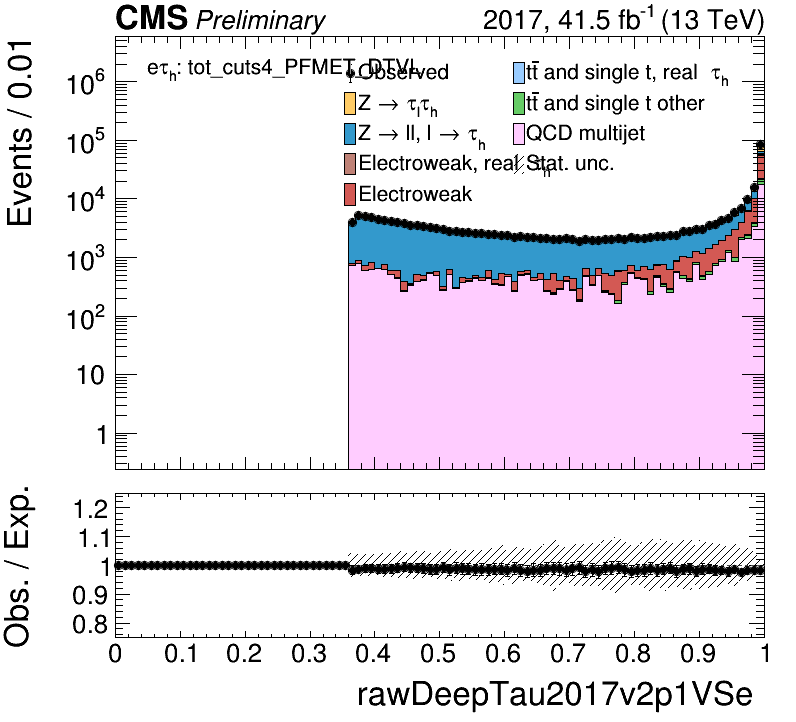 CMS Preliminary 2017, 41.5 fb⁻¹ (13 TeV)
eτh: tot_cuts4_PFMET_DTVL
Observed
Z → τlτh
Z → ll, l → τh
Electroweak, real τh
Electroweak
tt̄ and single t, real τh
tt̄ and single t other
QCD multijet
Stat. unc.
Events / 0.01
10⁶
10⁵
10⁴
10³
10²
10
1
Obs. / Exp.
1.2
1.1
1
0.9
0.8
0 0.1 0.2 0.3 0.4 0.5 0.6 0.7 0.8 0.9 1
rawDeepTau2017v2p1VSe